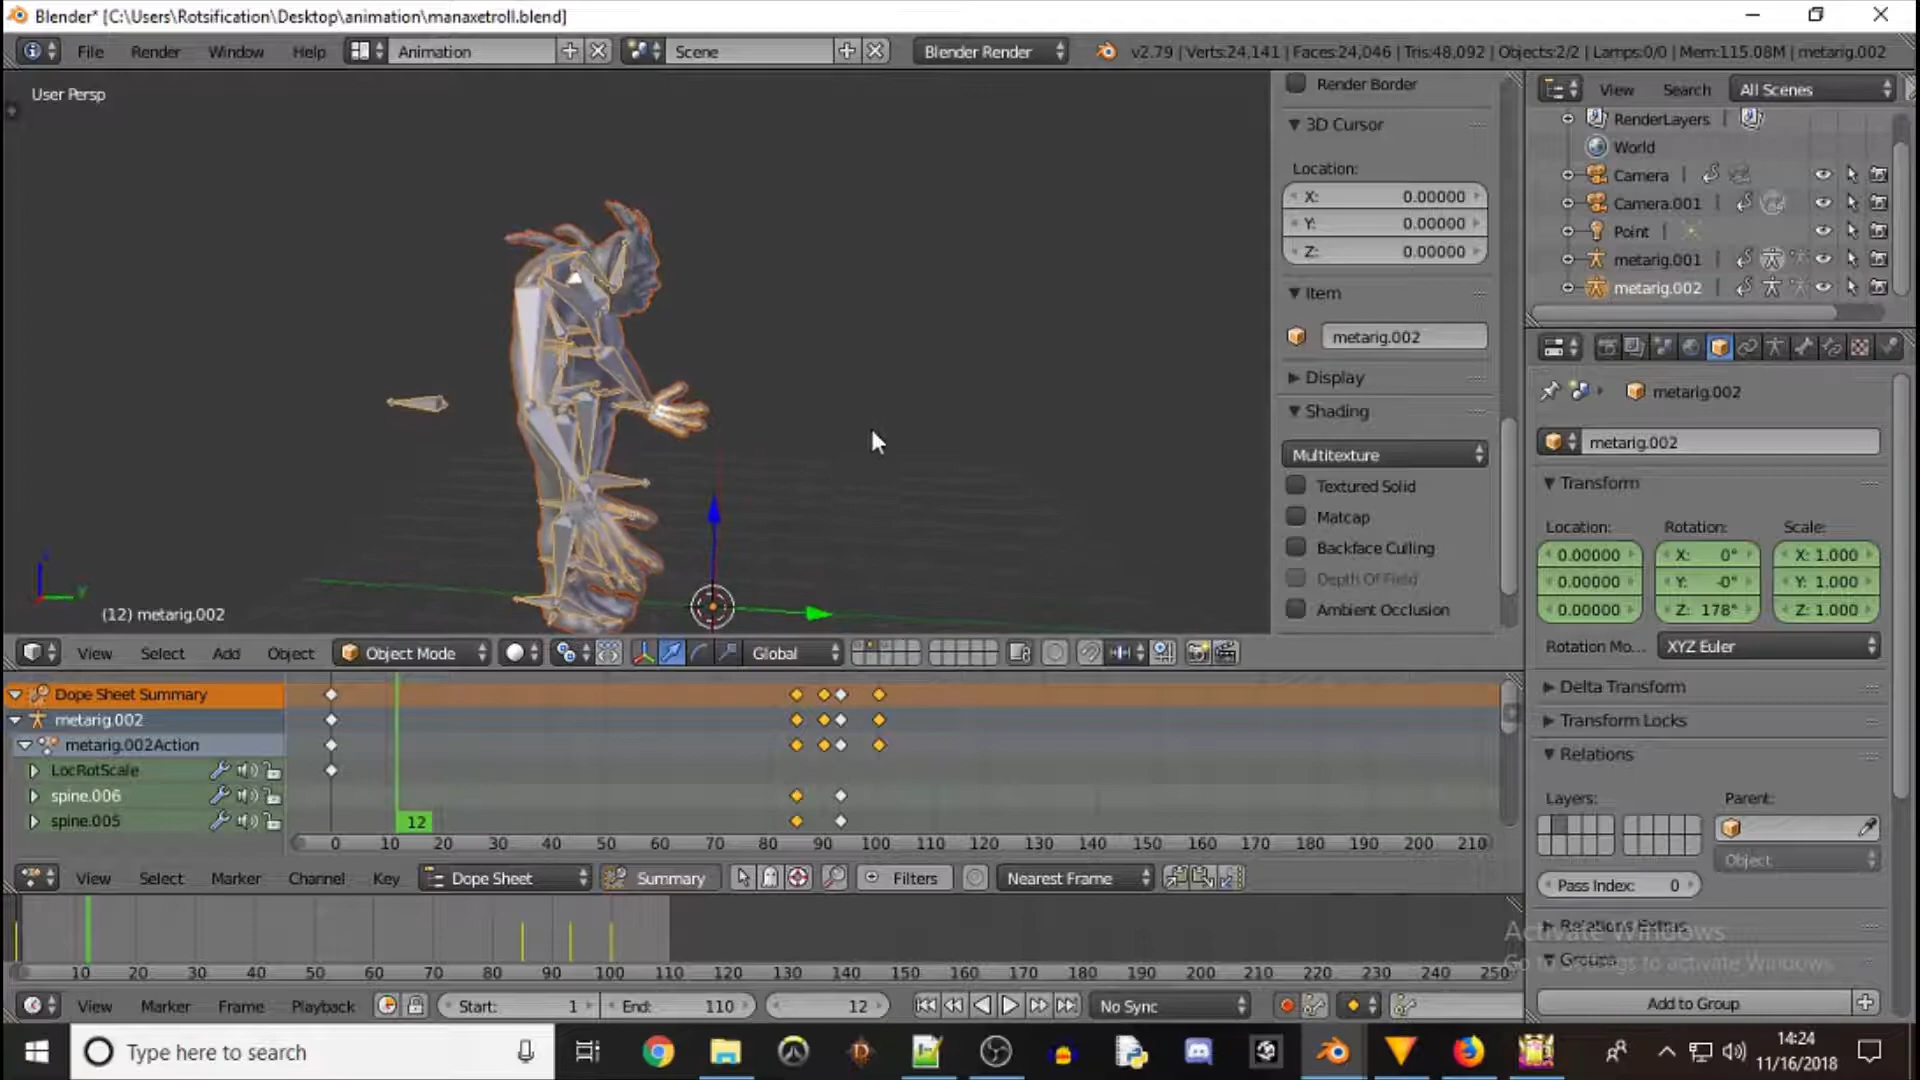 Blender* [C:\Users\Rotsification\Desktop\animation\manaxetroll.blend]
File Render Window Help Animation Scene Blender Render v2.79 | Verts:24,141 | Faces:24,046 | Tris:48,092 | Objects:2/2 | Lamps:0/0 | Mem:115.08M | metarig.002
User Persp
Render Border
3D Cursor
Location:
X: 0.00000
Y: 0.00000
Z: 0.00000
Item
metarig.002
Display
Shading
Multitexture
Textured Solid
Matcap
Backface Culling
Depth Of Field
Ambient Occlusion
(12) metarig.002
View Select Add Object Object Mode Global
View Search All Scenes
RenderLayers
World
Camera
Camera.001
Point
metarig.001
metarig.002
metarig.002
metarig.002
Transform
Location: Rotation: Scale:
0.00000 X: 0° X: 1.000
0.00000 Y: -0° Y: 1.000
0.00000 Z: 178° Z: 1.000
Rotation Mo... XYZ Euler
Delta Transform
Transform Locks
Relations
Layers: Parent:
Object
Pass Index: 0
Relations Extras
Groups
Add to Group
Activate Windows
Go to Settings to activate Windows.
Dope Sheet Summary
metarig.002
metarig.002Action
LocRotScale
spine.006
spine.005
12
0 20 30 40 50 60 70 80 90 100 110 120 130 140 150 160 170 180 190 200 210
View Select Marker Channel Key Dope Sheet Summary Filters Nearest Frame
10 20 30 40 50 60 70 80 90 100 110 120 130 140 150 160 170 180 190 200 210 220 230 240 250
View Marker Frame Playback Start: 1 End: 110 12 No Sync
Type here to search
14:24
11/16/2018